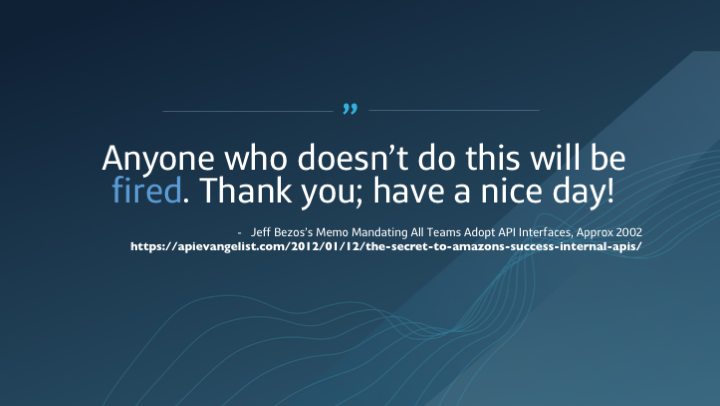 ”
Anyone who doesn’t do this will be
fired. Thank you; have a nice day!
- Jeff Bezos’s Memo Mandating All Teams Adopt API Interfaces, Approx 2002
https://apievangelist.com/2012/01/12/the-secret-to-amazons-success-internal-apis/